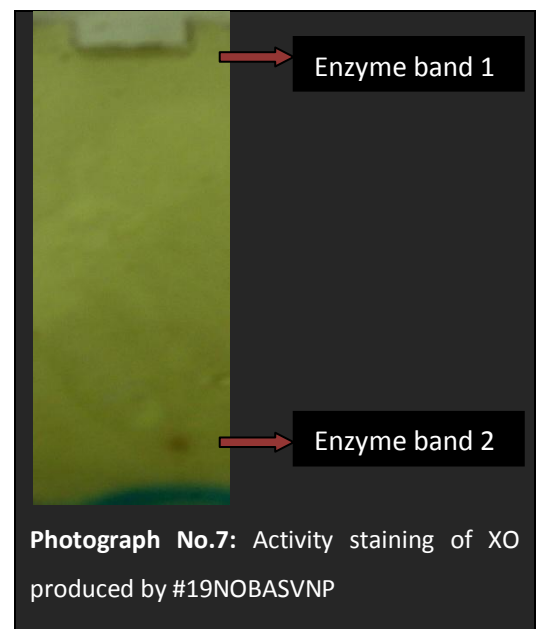 Enzyme band 1
Enzyme band 2
Photograph No.7: Activity staining of XO
produced by #19NOBASVNP